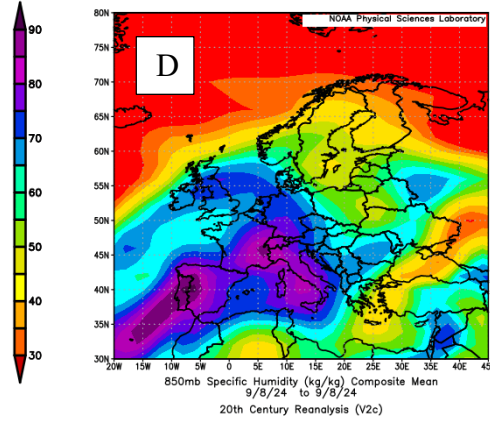 NOAA Physical Sciences Laboratory
D
90
80
70
60
50
40
30
80N
75N
70N
65N
60N
55N
50N
45N
40N
35N
30N
20W 15W 10W 5W 0 5E 10E 15E 20E 25E 30E 35E 40E 45E
850mb Specific Humidity (kg/kg) Composite Mean
9/8/24 to 9/8/24
20th Century Reanalysis (V2c)